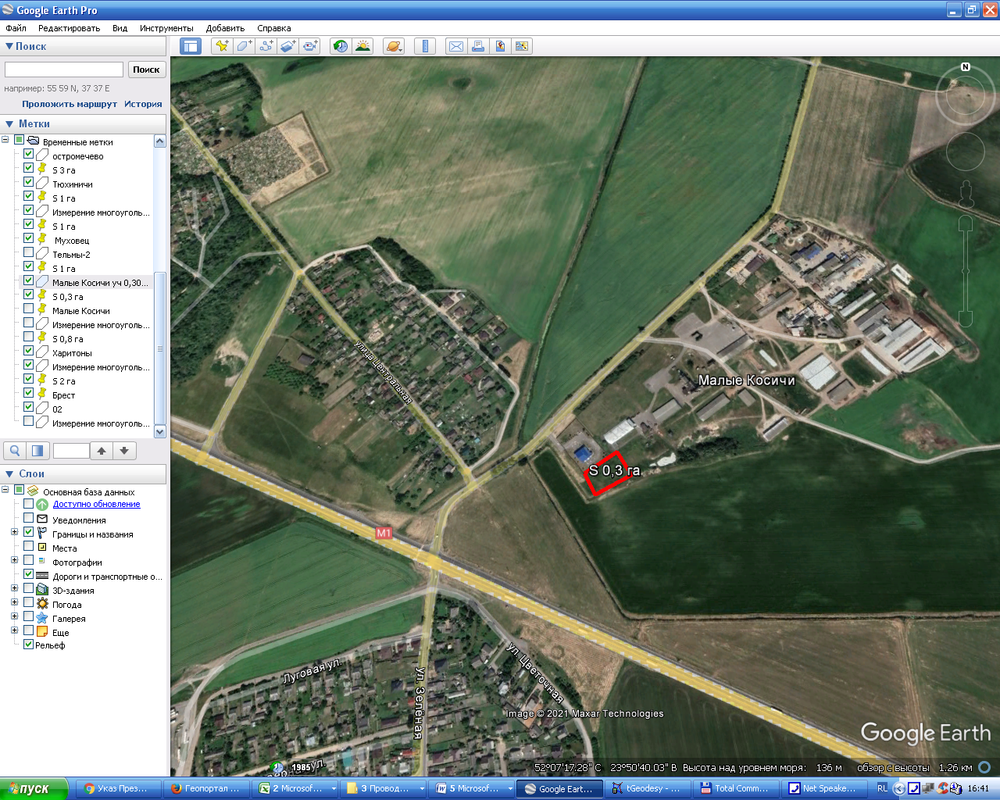 Google Earth Pro
Файл Редактировать Вид Инструменты Добавить Справка
Поиск
Поиск
например: 55 59 N, 37 37 E
Проложить маршрут История
Метки
Временные метки
остромечево
S 3 га
Тюхиничи
S 1 га
Измерение многоуголь...
S 1 га
Муховец
Тельмы-2
S 1 га
Малые Косичи уч 0,30...
S 0,3 га
Малые Косичи
Измерение многоуголь...
S 0,8 га
Харитоны
Измерение многоуголь...
S 2 га
Брест
02
Измерение многоуголь...
Слои
Основная база данных
Доступно обновление
Уведомления
Границы и названия
Места
Фотографии
Дороги и транспортные о...
3D-здания
Погода
Галерея
Еще
Рельеф
N
улица Центральная
Малые Косичи
S 0,3 га
M1
Луговая ул.
ул. Зелёная
ул. Цветочная
Image © 2021 Maxar Technologies
Google Earth
1985
ул.
52°07'17.28" С 23°50'40.03" В Высота над уровнем моря: 136 м обзор с высоты 1.26 км
пуск
Указ През...
Геопортал ...
2 Microsof...
3 Провод...
5 Microsof...
Google Eart...
tGeodesy - ...
Total Comm...
Net Speake...
RU
16:41